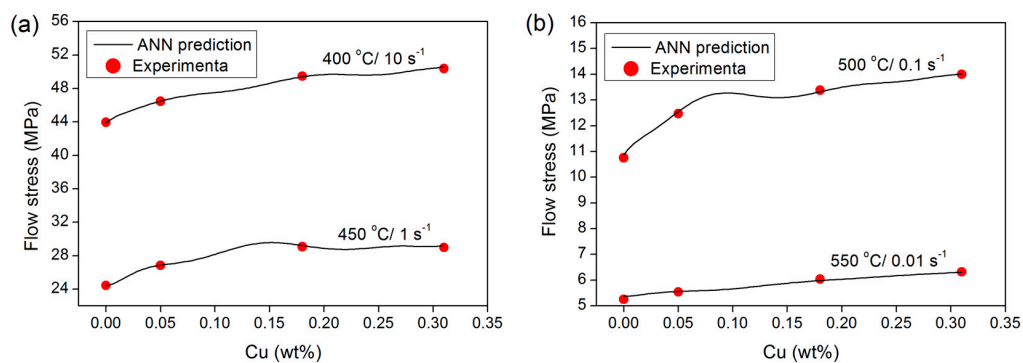 (a)
ANN prediction
Experimenta
400 °C/ 10 s⁻¹
450 °C/ 1 s⁻¹
Flow stress (MPa)
56
52
48
44
40
36
32
28
24
0.00 0.05 0.10 0.15 0.20 0.25 0.30 0.35
Cu (wt%)
(b)
ANN prediction
Experimenta
500 °C/ 0.1 s⁻¹
550 °C/ 0.01 s⁻¹
Flow stress (MPa)
16
15
14
13
12
11
10
9
8
7
6
5
0.00 0.05 0.10 0.15 0.20 0.25 0.30 0.35
Cu (wt%)